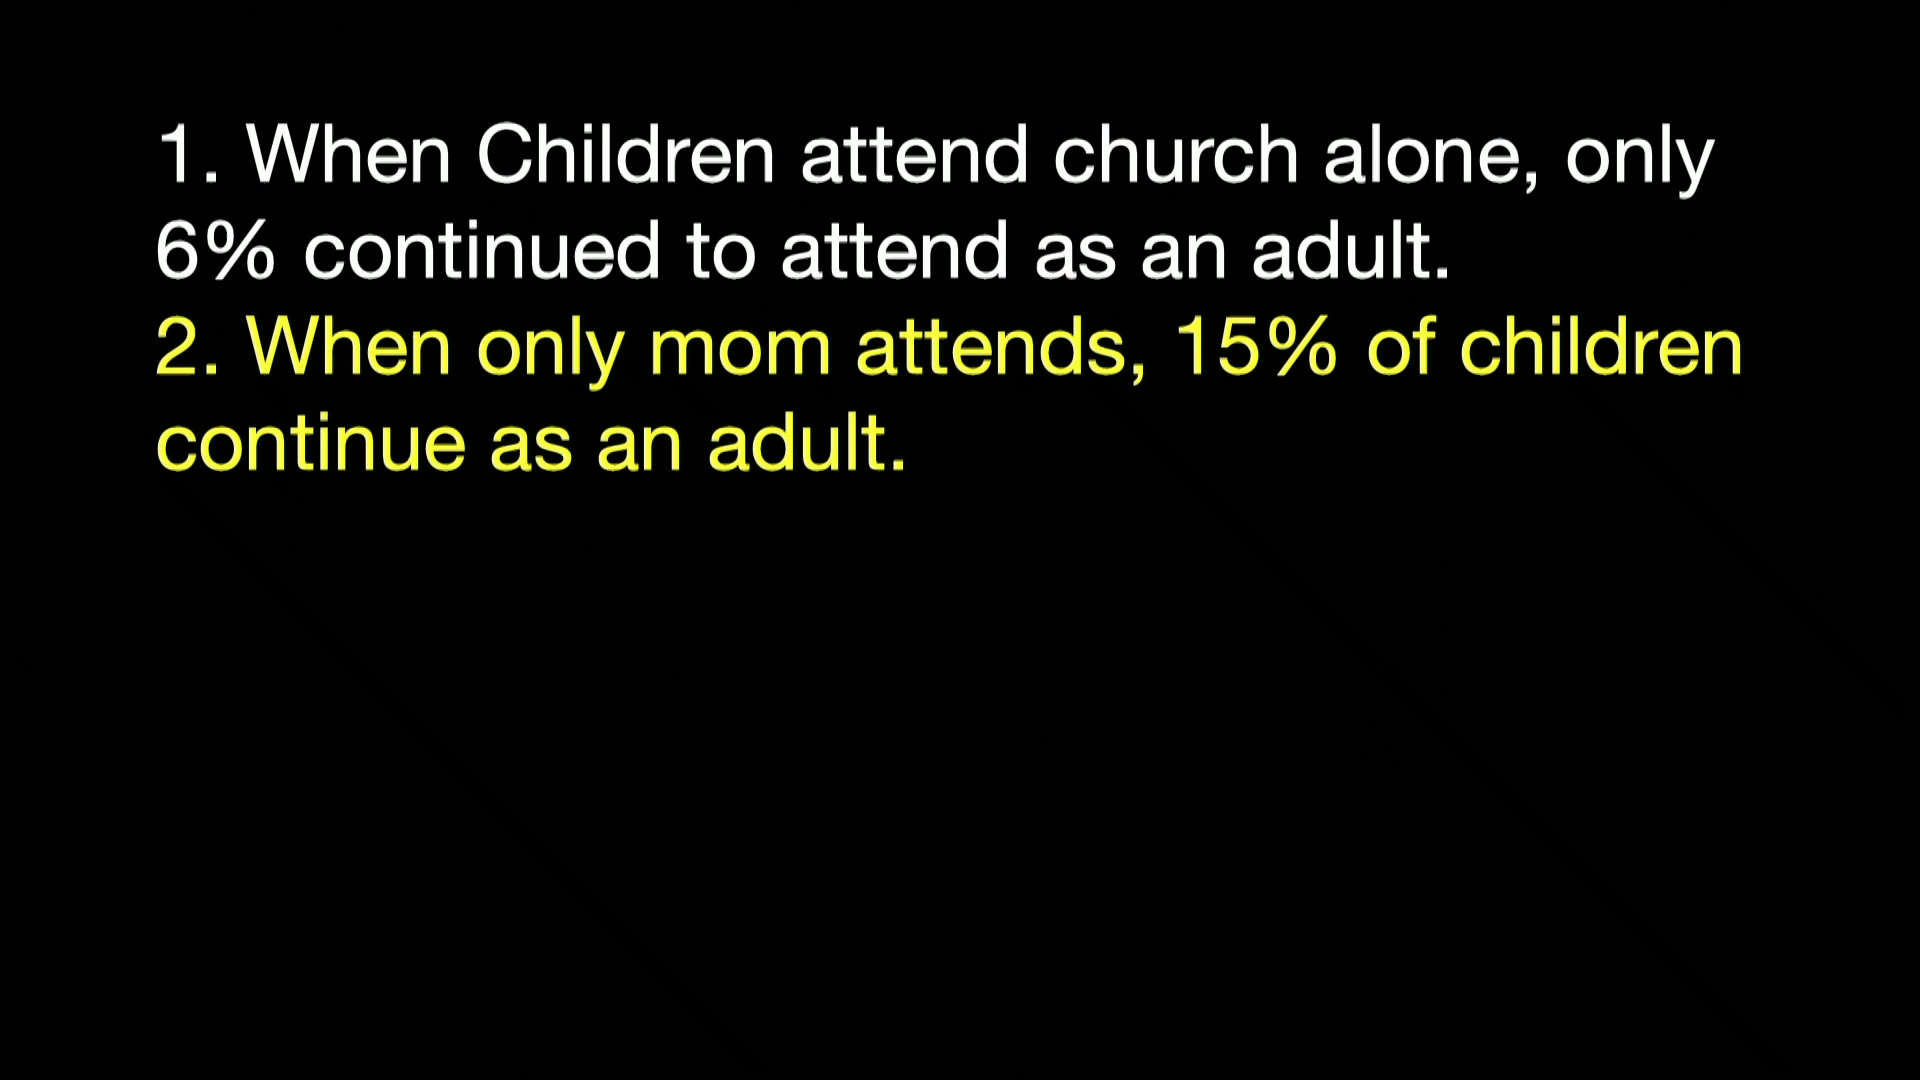 1. When Children attend church alone, only
6% continued to attend as an adult.
2. When only mom attends, 15% of children
continue as an adult.